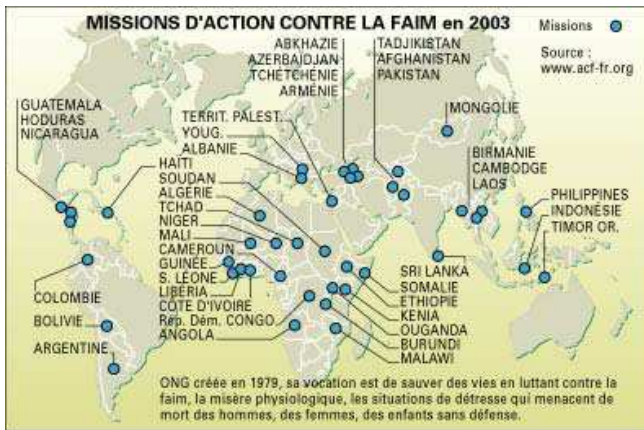 MISSIONS D'ACTION CONTRE LA FAIM en 2003
Missions
Source :
www.acf-fr.org
ABKHAZIE
AZERBAÏDJAN
TCHÉTCHÉNIE
ARMÉNIE
TADJIKISTAN
AFGHANISTAN
PAKISTAN
GUATEMALA
HODURAS
NICARAGUA
TERRIT. PALEST.
YOUG.
ALBANIE
MONGOLIE
HAÏTI
SOUDAN
ALGERIE
TCHAD
NIGER
MALI
CAMEROUN
GUINÉE
S. LÉONE
LIBÉRIA
CÔTE D'IVOIRE
Rép. Dém. CONGO
ANGOLA
BIRMANIE
CAMBODGE
LAOS
PHILIPPINES
INDONÉSIE
TIMOR OR.
SRI LANKA
SOMALIE
ETHIOPIE
KENIA
OUGANDA
BURUNDI
MALAWI
COLOMBIE
BOLIVIE
ARGENTINE
ONG créée en 1979, sa vocation est de sauver des vies en luttant contre la
faim, la misère physiologique, les situations de détresse qui menacent de
mort des hommes, des femmes, des enfants sans défense.